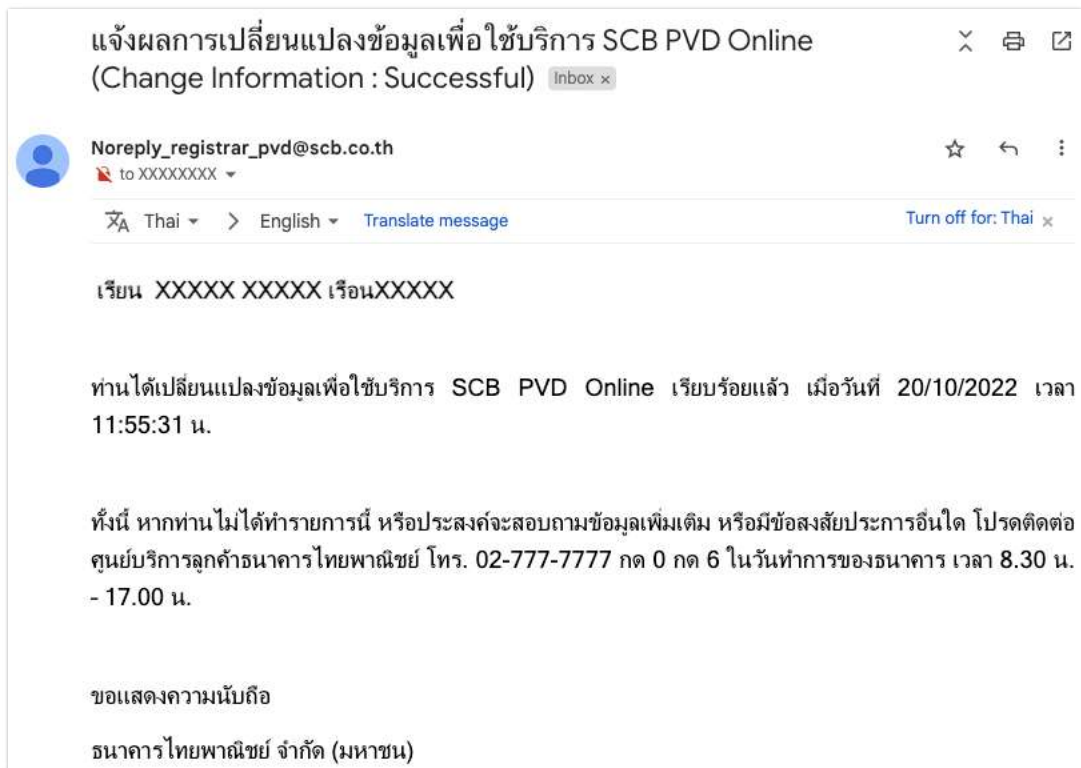 แจ้งผลการเปลี่ยนแปลงข้อมูลเพื่อใช้บริการ SCB PVD Online
(Change Information : Successful) Inbox ×
Noreply_registrar_pvd@scb.co.th
to XXXXXXXX
Thai > English Translate message Turn off for: Thai ×
เรียน XXXXX XXXXX เรือนXXXXX
ท่านได้เปลี่ยนแปลงข้อมูลเพื่อใช้บริการ SCB PVD Online เรียบร้อยแล้ว เมื่อวันที่ 20/10/2022 เวลา
11:55:31 น.
ทั้งนี้ หากท่านไม่ได้ทำรายการนี้ หรือประสงค์จะสอบถามข้อมูลเพิ่มเติม หรือมีข้อสงสัยประการอื่นใด โปรดติดต่อ
ศูนย์บริการลูกค้าธนาคารไทยพาณิชย์ โทร. 02-777-7777 กด 0 กด 6 ในวันทำการของธนาคาร เวลา 8.30 น.
- 17.00 น.
ขอแสดงความนับถือ
ธนาคารไทยพาณิชย์ จำกัด (มหาชน)